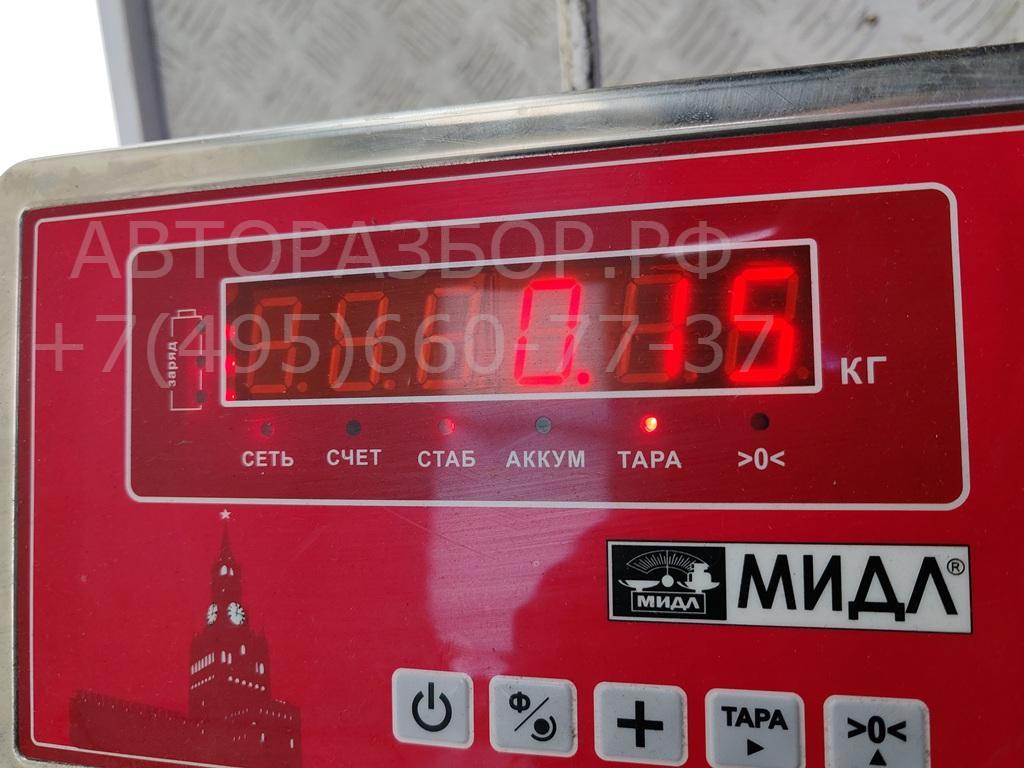 АВТОРАЗБОР.РФ
+7(495)660-77-37
заряд
0.15
КГ
СЕТЬ СЧЕТ СТАБ АККУМ ТАРА >0<
МИДЛ
МИДЛ®
Ф
+
ТАРА
>0<